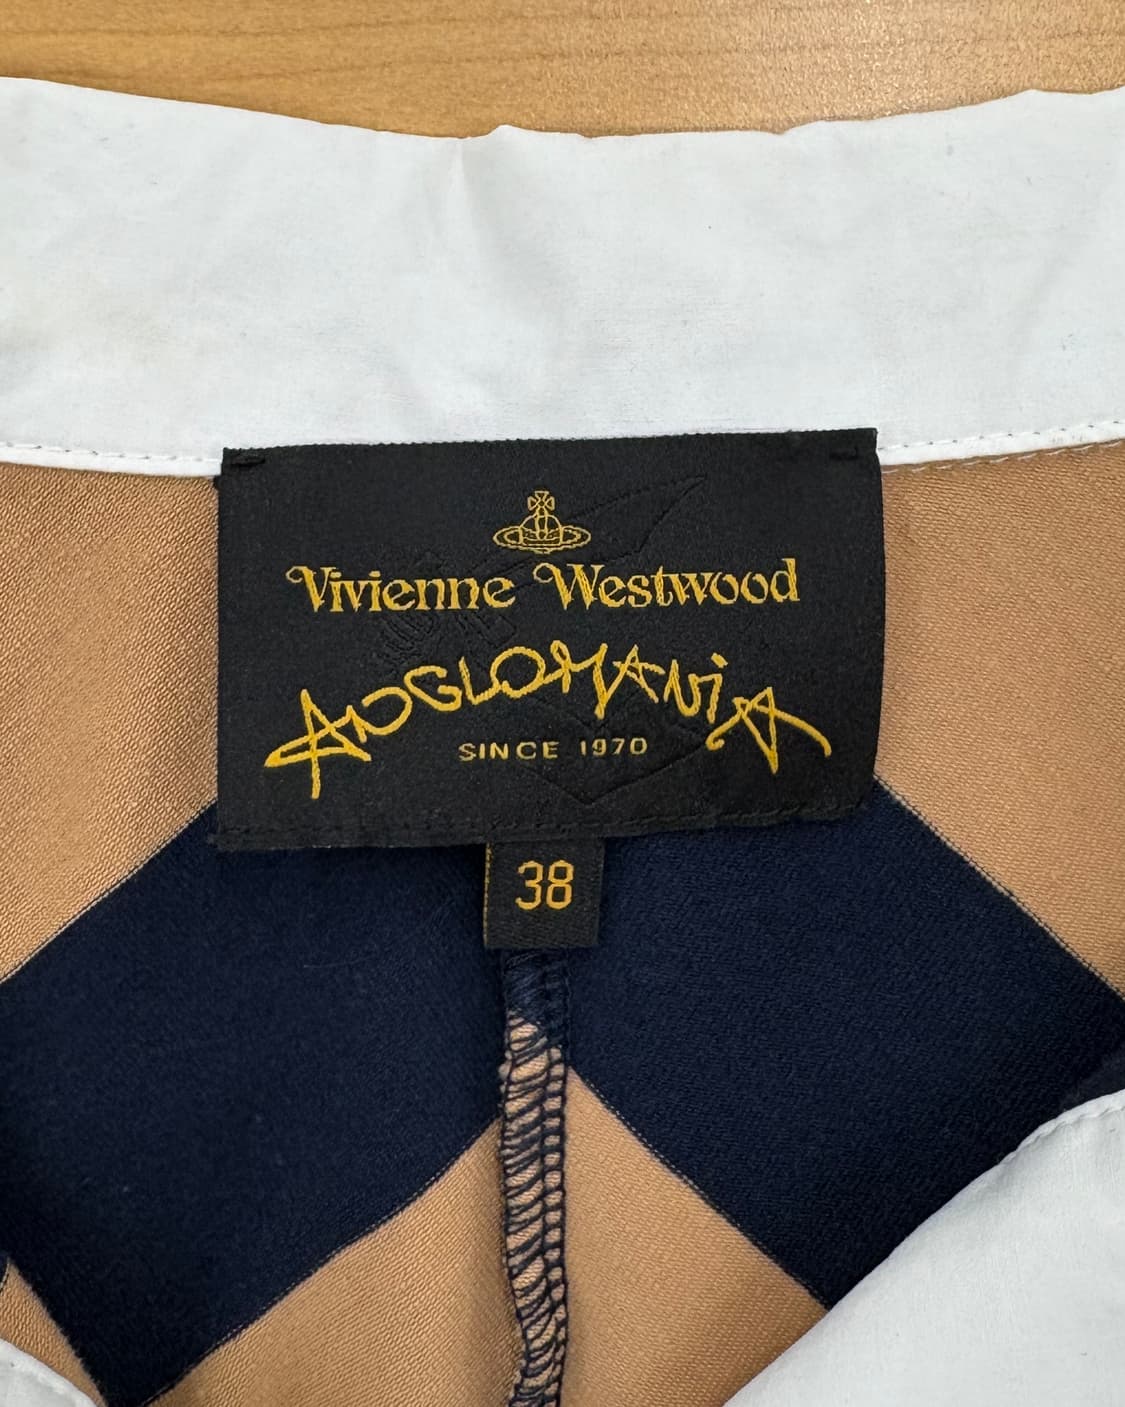 Vivienne Westwood
ANGLOMANiA
SINCE 1970
38